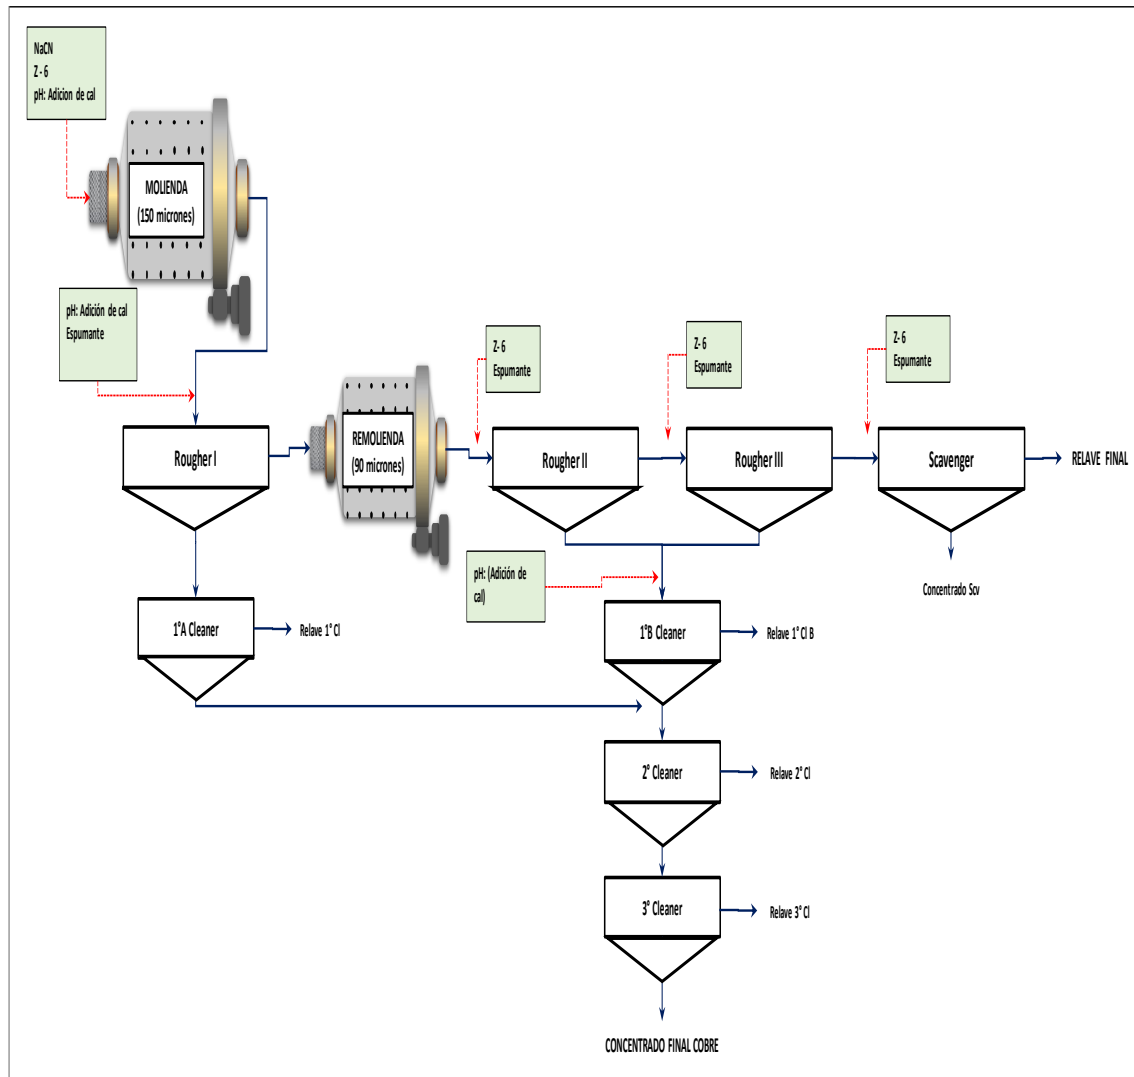 NaCN
Z - 6
pH: Adicion de cal
MOLIENDA
(150 micrones)
pH: Adición de cal
Espumante
Z- 6
Espumante
Z- 6
Espumante
Z- 6
Espumante
Rougher I
REMOLIENDA
(90 micrones)
Rougher II
Rougher III
Scavenger
RELAVE FINAL
pH: (Adición de
cal)
Concentrado Scv
1°A Cleaner
Relave 1° Cl
1°B Cleaner
Relave 1° Cl B
2° Cleaner
Relave 2° Cl
3° Cleaner
Relave 3° Cl
CONCENTRADO FINAL COBRE